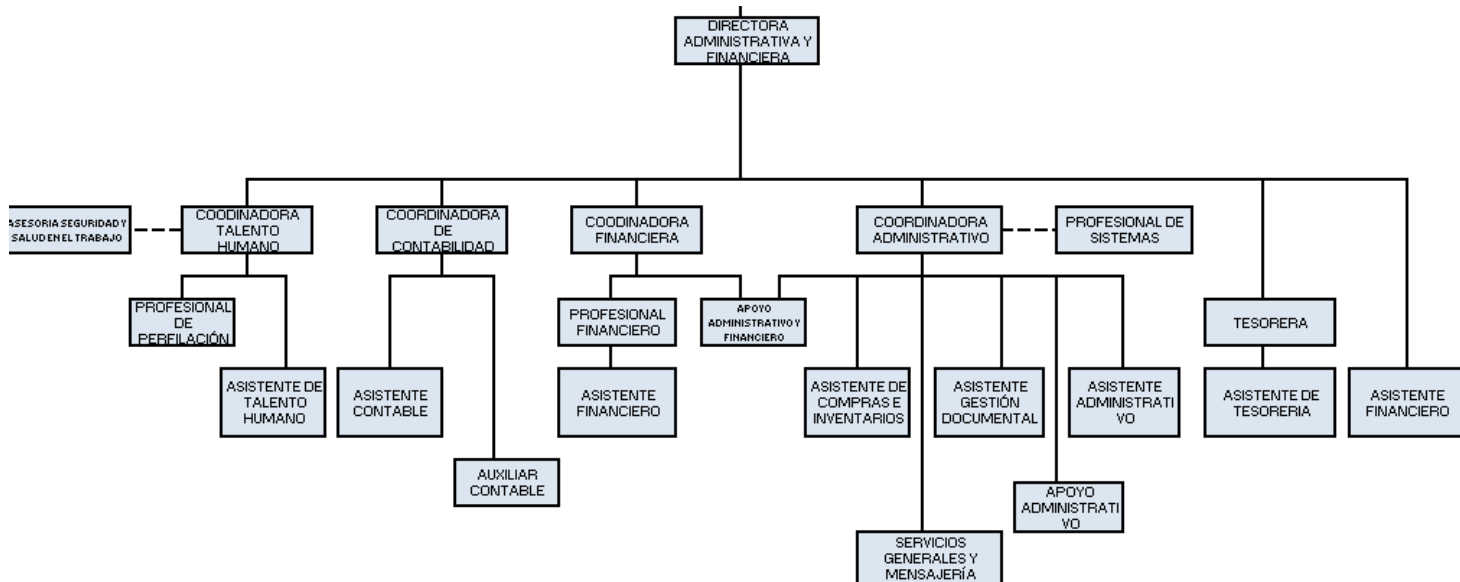 DIRECTORA
ADMINISTRATIVA Y
FINANCIERA
ASESORIA SEGURIDAD Y
SALUD EN EL TRABAJO
COODINADORA
TALENTO
HUMANO
COORDINADORA
DE
CONTABILIDAD
COODINADORA
FINANCIERA
COORDINADORA
ADMINISTRATIVO
PROFESIONAL DE
SISTEMAS
PROFESIONAL
DE
PERFILACIÓN
PROFESIONAL
FINANCIERO
APOYO
ADMINISTRATIVO Y
FINANCIERO
TESORERA
ASISTENTE DE
TALENTO
HUMANO
ASISTENTE
CONTABLE
ASISTENTE
FINANCIERO
ASISTENTE DE
COMPRAS E
INVENTARIOS
ASISTENTE
GESTIÓN
DOCUMENTAL
ASISTENTE
ADMINISTRATI
VO
ASISTENTE DE
TESORERIA
ASISTENTE
FINANCIERO
AUXILIAR
CONTABLE
APOYO
ADMINISTRATI
VO
SERVICIOS
GENERALES Y
MENSAJERÍA